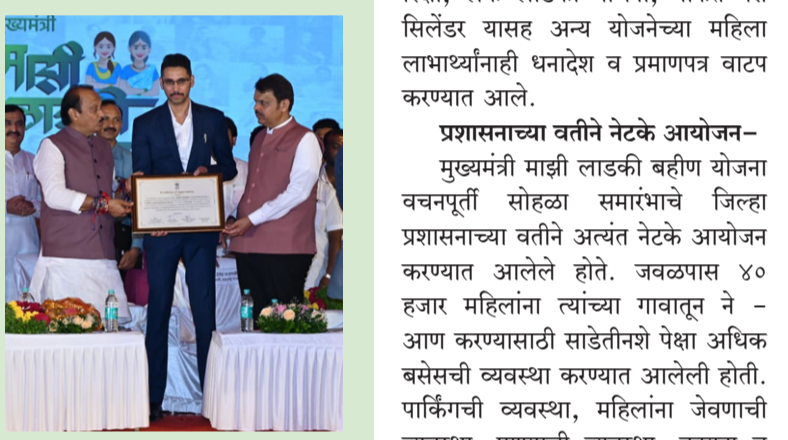 ख्यमंत्री
माझी
सिलेंडर यासह अन्य योजनेच्या महिला
लाभार्थ्यांनाही धनादेश व प्रमाणपत्र वाटप
करण्यात आले.
प्रशासनाच्या वतीने नेटके आयोजन–
मुख्यमंत्री माझी लाडकी बहीण योजना
वचनपूर्ती सोहळा समारंभाचे जिल्हा
प्रशासनाच्या वतीने अत्यंत नेटके आयोजन
करण्यात आलेले होते. जवळपास ४०
हजार महिलांना त्यांच्या गावातून ने –
आण करण्यासाठी साडेतीनशे पेक्षा अधिक
बसेसची व्यवस्था करण्यात आलेली होती.
पार्किंगची व्यवस्था, महिलांना जेवणाची